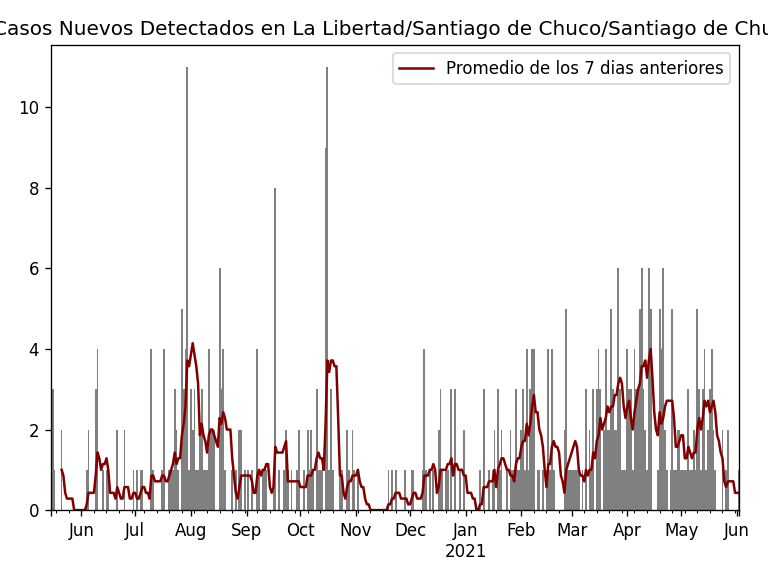 Casos Nuevos Detectados en La Libertad/Santiago de Chuco/Santiago de Chu
Promedio de los 7 dias anteriores
10
8
6
4
2
0
Jun Jul Aug Sep Oct Nov Dec Jan Feb Mar Apr May Jun
2021